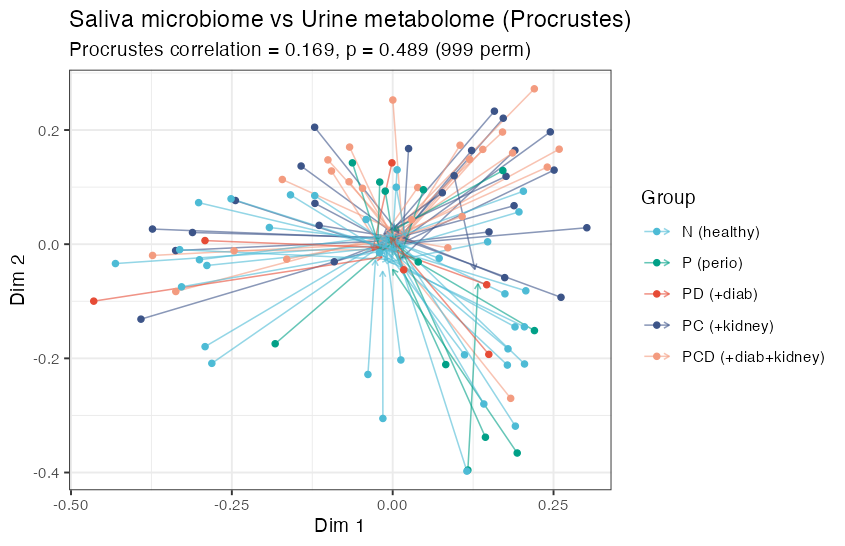 Saliva microbiome vs Urine metabolome (Procrustes)
Procrustes correlation = 0.169, p = 0.489 (999 perm)
0.2
0.0
-0.2
-0.4
Dim 2
-0.50
-0.25
0.00
0.25
Dim 1
Group
N (healthy)
P (perio)
PD (+diab)
PC (+kidney)
PCD (+diab+kidney)